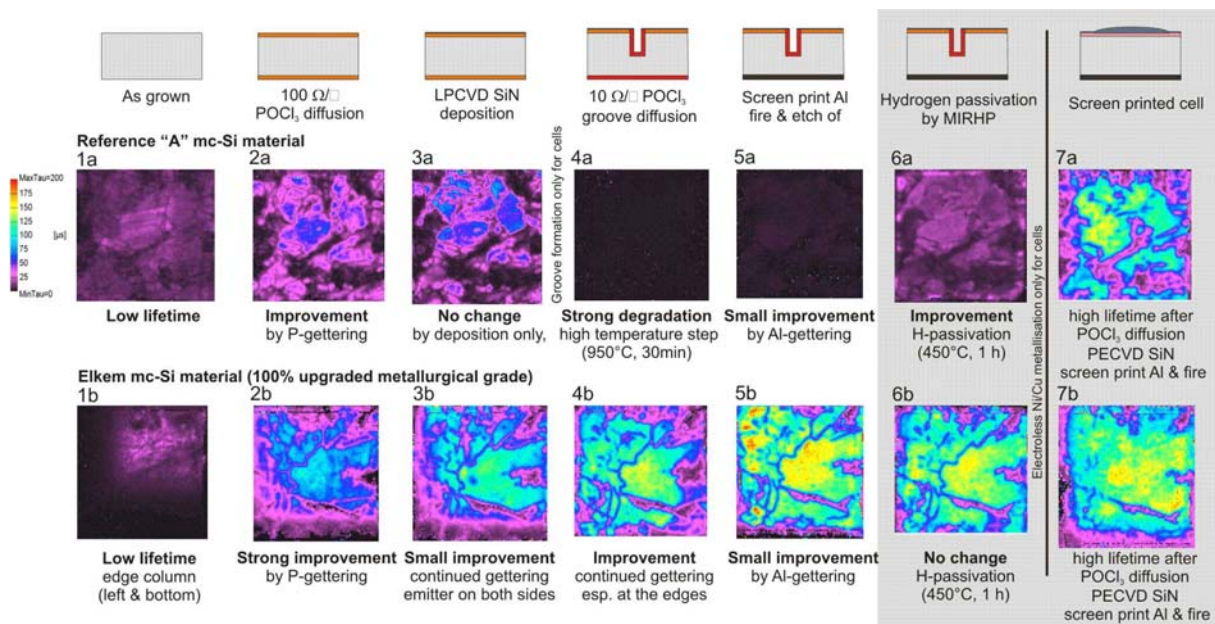 As grown
100 Ω/□
POCl₃ diffusion
LPCVD SiN
deposition
10 Ω/□ POCl₃
groove diffusion
Screen print Al
fire & etch of
Hydrogen passivation
by MIRHP
Screen printed cell
Reference "A" mc-Si material
1a
2a
3a
4a
5a
6a
7a
MaxTau=200
175
150
125
[µs]
100
75
50
25
MinTau=0
Groove formation only for cells
Electroless Ni/Cu metallisation only for cells
Low lifetime
Improvement
by P-gettering
No change
by deposition only,
Strong degradation
high temperature step
(950°C, 30min)
Small improvement
by Al-gettering
Improvement
H-passivation
(450°C, 1 h)
high lifetime after
POCl₃ diffusion
PECVD SiN
screen print Al & fire
Elkem mc-Si material (100% upgraded metallurgical grade)
1b
2b
3b
4b
5b
6b
7b
Low lifetime
edge column
(left & bottom)
Strong improvement
by P-gettering
Small improvement
continued gettering
emitter on both sides
Improvement
continued gettering
esp. at the edges
Small improvement
by Al-gettering
No change
H-passivation
(450°C, 1 h)
high lifetime after
POCl₃ diffusion
PECVD SiN
screen print Al & fire